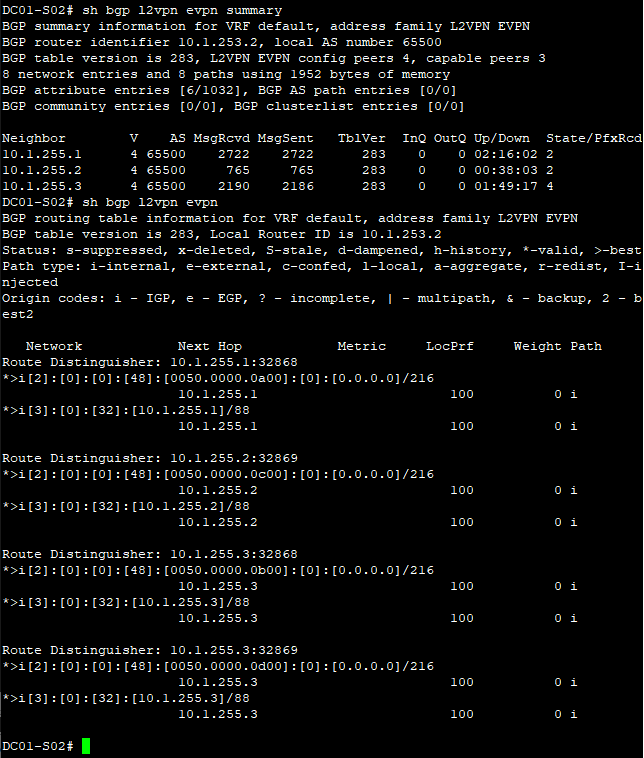 DC01-S02# sh bgp l2vpn evpn summary
BGP summary information for VRF default, address family L2VPN EVPN
BGP router identifier 10.1.253.2, local AS number 65500
BGP table version is 283, L2VPN EVPN config peers 4, capable peers 3
8 network entries and 8 paths using 1952 bytes of memory
BGP attribute entries [6/1032], BGP AS path entries [0/0]
BGP community entries [0/0], BGP clusterlist entries [0/0]

Neighbor        V    AS MsgRcvd MsgSent   TblVer  InQ OutQ Up/Down  State/PfxRcd
10.1.255.1      4 65500    2722    2722      283    0    0 02:16:02 2
10.1.255.2      4 65500     765     765      283    0    0 00:38:03 2
10.1.255.3      4 65500    2190    2186      283    0    0 01:49:17 4
DC01-S02# sh bgp l2vpn evpn
BGP routing table information for VRF default, address family L2VPN EVPN
BGP table version is 283, Local Router ID is 10.1.253.2
Status: s-suppressed, x-deleted, S-stale, d-dampened, h-history, *-valid, >-best
Path type: i-internal, e-external, c-confed, l-local, a-aggregate, r-redist, I-i
njected
Origin codes: i - IGP, e - EGP, ? - incomplete, | - multipath, & - backup, 2 - b
est2

   Network            Next Hop            Metric     LocPrf     Weight Path
Route Distinguisher: 10.1.255.1:32868
*>i[2]:[0]:[0]:[48]:[0050.0000.0a00]:[0]:[0.0.0.0]/216
                      10.1.255.1                        100          0 i
*>i[3]:[0]:[32]:[10.1.255.1]/88
                      10.1.255.1                        100          0 i

Route Distinguisher: 10.1.255.2:32869
*>i[2]:[0]:[0]:[48]:[0050.0000.0c00]:[0]:[0.0.0.0]/216
                      10.1.255.2                        100          0 i
*>i[3]:[0]:[32]:[10.1.255.2]/88
                      10.1.255.2                        100          0 i

Route Distinguisher: 10.1.255.3:32868
*>i[2]:[0]:[0]:[48]:[0050.0000.0b00]:[0]:[0.0.0.0]/216
                      10.1.255.3                        100          0 i
*>i[3]:[0]:[32]:[10.1.255.3]/88
                      10.1.255.3                        100          0 i

Route Distinguisher: 10.1.255.3:32869
*>i[2]:[0]:[0]:[48]:[0050.0000.0d00]:[0]:[0.0.0.0]/216
                      10.1.255.3                        100          0 i
*>i[3]:[0]:[32]:[10.1.255.3]/88
                      10.1.255.3                        100          0 i

DC01-S02#